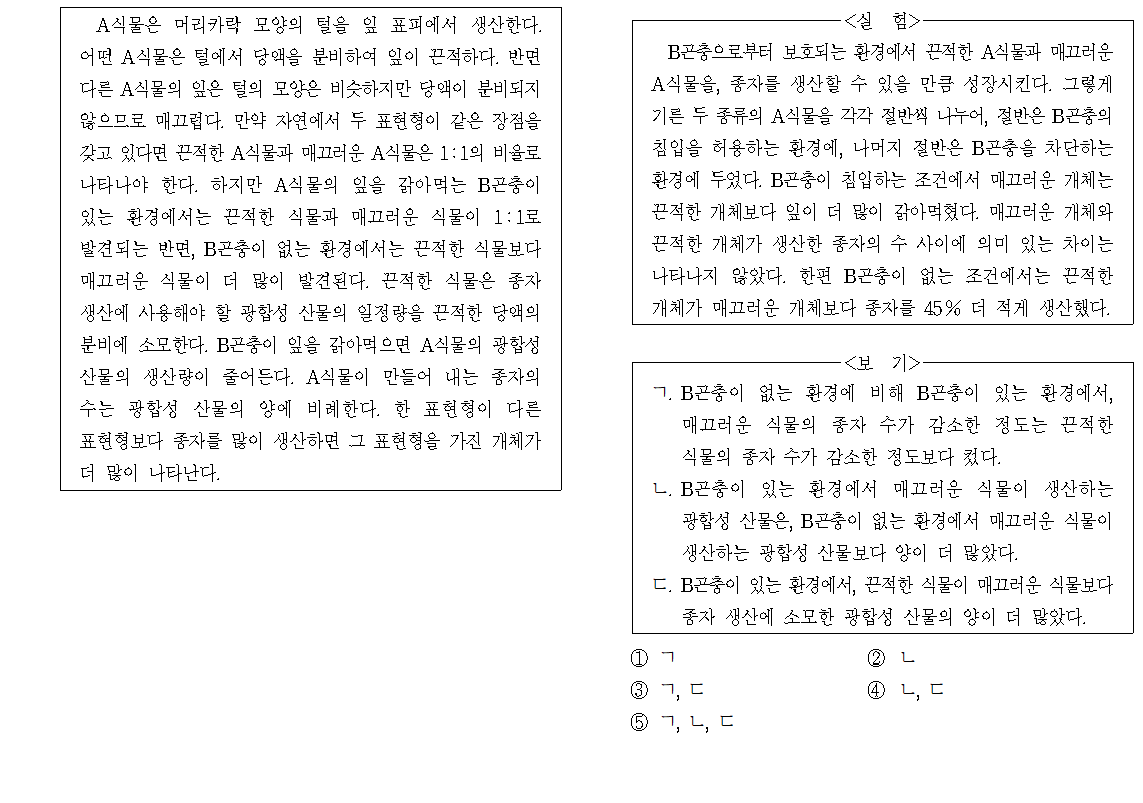 A식물은 머리카락 모양의 털을 잎 표피에서 생산한다.
어떤 A식물은 털에서 당액을 분비하여 잎이 끈적하다. 반면
다른 A식물의 잎은 털의 모양은 비슷하지만 당액이 분비되지
않으므로 매끄럽다. 만약 자연에서 두 표현형이 같은 장점을
갖고 있다면 끈적한 A식물과 매끄러운 A식물은 1:1의 비율로
나타나야 한다. 하지만 A식물의 잎을 갉아먹는 B곤충이
있는 환경에서는 끈적한 식물과 매끄러운 식물이 1:1로
발견되는 반면, B곤충이 없는 환경에서는 끈적한 식물보다
매끄러운 식물이 더 많이 발견된다. 끈적한 식물은 종자
생산에 사용해야 할 광합성 산물의 일정량을 끈적한 당액의
분비에 소모한다. B곤충이 잎을 갉아먹으면 A식물의 광합성
산물의 생산량이 줄어든다. A식물이 만들어 내는 종자의
수는 광합성 산물의 양에 비례한다. 한 표현형이 다른
표현형보다 종자를 많이 생산하면 그 표현형을 가진 개체가
더 많이 나타난다.
<실 험>
B곤충으로부터 보호되는 환경에서 끈적한 A식물과 매끄러운
A식물을, 종자를 생산할 수 있을 만큼 성장시킨다. 그렇게
기른 두 종류의 A식물을 각각 절반씩 나누어, 절반은 B곤충의
침입을 허용하는 환경에, 나머지 절반은 B곤충을 차단하는
환경에 두었다. B곤충이 침입하는 조건에서 매끄러운 개체는
끈적한 개체보다 잎이 더 많이 갉아먹혔다. 매끄러운 개체와
끈적한 개체가 생산한 종자의 수 사이에 의미 있는 차이는
나타나지 않았다. 한편 B곤충이 없는 조건에서는 끈적한
개체가 매끄러운 개체보다 종자를 45% 더 적게 생산했다.
<보 기>
ㄱ. B곤충이 없는 환경에 비해 B곤충이 있는 환경에서,
매끄러운 식물의 종자 수가 감소한 정도는 끈적한
식물의 종자 수가 감소한 정도보다 컸다.
ㄴ. B곤충이 있는 환경에서 매끄러운 식물이 생산하는
광합성 산물은, B곤충이 없는 환경에서 매끄러운 식물이
생산하는 광합성 산물보다 양이 더 많았다.
ㄷ. B곤충이 있는 환경에서, 끈적한 식물이 매끄러운 식물보다
종자 생산에 소모한 광합성 산물의 양이 더 많았다.
① ㄱ ② ㄴ
③ ㄱ, ㄷ ④ ㄴ, ㄷ
⑤ ㄱ, ㄴ, ㄷ